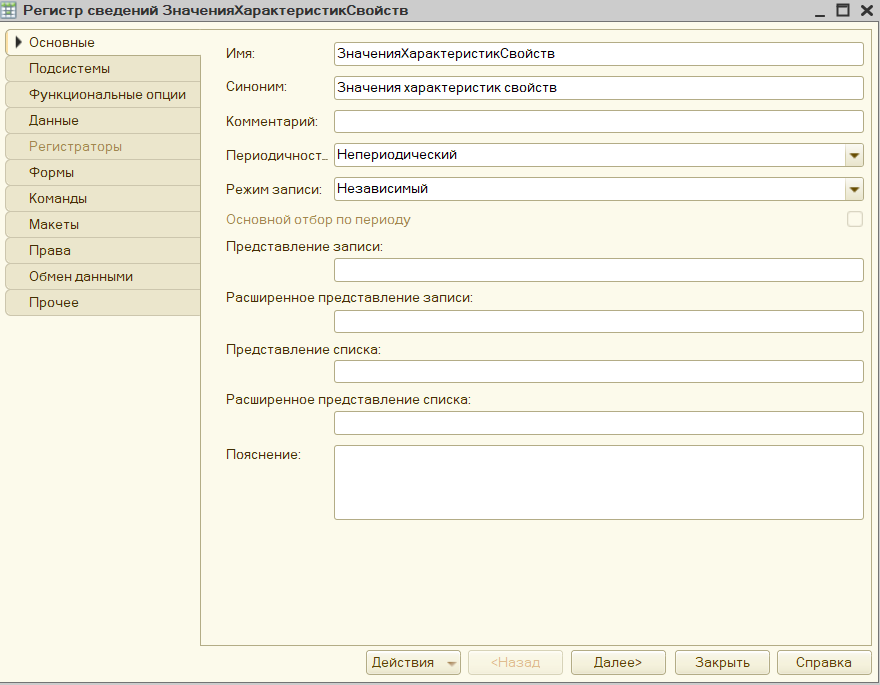 Регистр сведений ЗначенияХарактеристикСвойств
Основные
Подсистемы
Функциональные опции
Данные
Регистраторы
Формы
Команды
Макеты
Права
Обмен данными
Прочее
Имя: ЗначенияХарактеристикСвойств
Синоним: Значения характеристик свойств
Комментарий:
Периодичност... Непериодический
Режим записи: Независимый
Основной отбор по периоду
Представление записи:
Расширенное представление записи:
Представление списка:
Расширенное представление списка:
Пояснение:
Действия <Назад Далее> Закрыть Справка